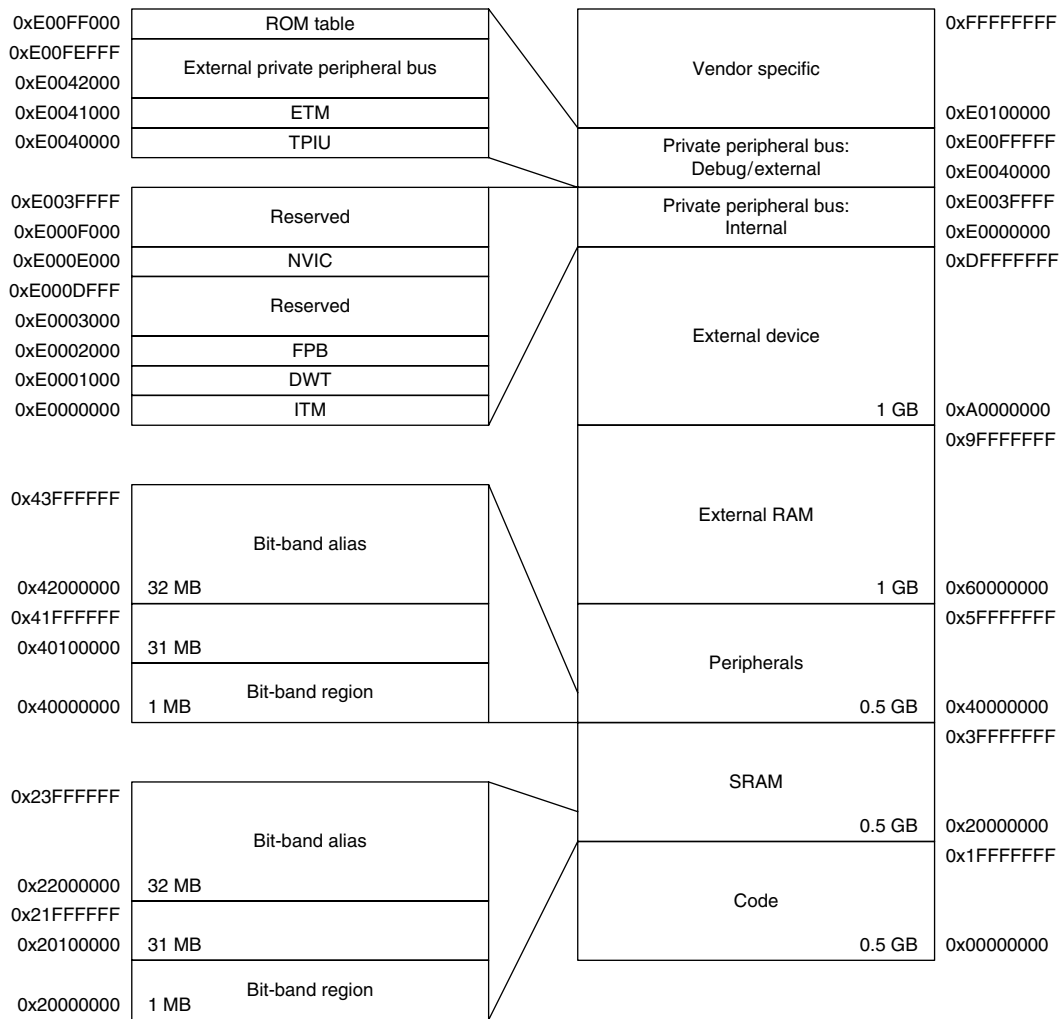 0xE00FF000
ROM table
0xE00FEFFF
External private peripheral bus
0xE0042000
0xE0041000
ETM
0xE0040000
TPIU
0xE003FFFF
Reserved
0xE000F000
0xE000E000
NVIC
0xE000DFFF
Reserved
0xE0003000
0xE0002000
FPB
0xE0001000
DWT
0xE0000000
ITM
0x43FFFFFF
Bit-band alias
0x42000000
32 MB
0x41FFFFFF
0x40100000
31 MB
Bit-band region
0x40000000
1 MB
0x23FFFFFF
Bit-band alias
0x22000000
32 MB
0x21FFFFFF
0x20100000
31 MB
Bit-band region
0x20000000
1 MB
0xFFFFFFFF
Vendor specific
0xE0100000
Private peripheral bus:
Debug/external
0xE00FFFFF
0xE0040000
Private peripheral bus:
Internal
0xE003FFFF
0xE0000000
0xDFFFFFFF
External device
1 GB
0xA0000000
0x9FFFFFFF
External RAM
1 GB
0x60000000
0x5FFFFFFF
Peripherals
0.5 GB
0x40000000
0x3FFFFFFF
SRAM
0.5 GB
0x20000000
0x1FFFFFFF
Code
0.5 GB
0x00000000